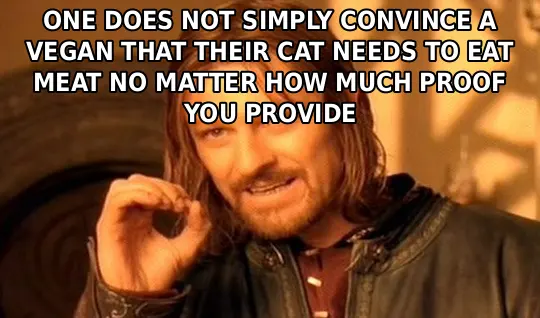 ONE DOES NOT SIMPLY CONVINCE A
VEGAN THAT THEIR CAT NEEDS TO EAT
MEAT NO MATTER HOW MUCH PROOF
YOU PROVIDE